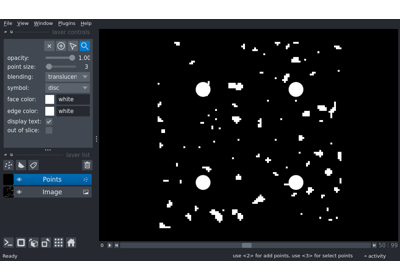 File View Window Plugins Help
layer controls
opacity: 1.00
point size: 3
blending: translucen
symbol: disc
face color: white
edge color: white
display text: ✓
out of slice:
layer list
Points
Image
0 50 99
Ready use <2> for add points, use <3> for select points activity